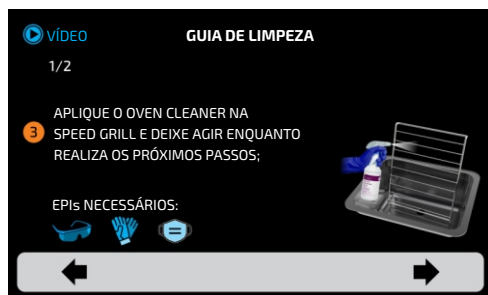 VÍDEO
GUIA DE LIMPEZA
1/2
3
APLIQUE O OVEN CLEANER NA
SPEED GRILL E DEIXE AGIR ENQUANTO
REALIZA OS PRÓXIMOS PASSOS;
EPIs NECESSÁRIOS: